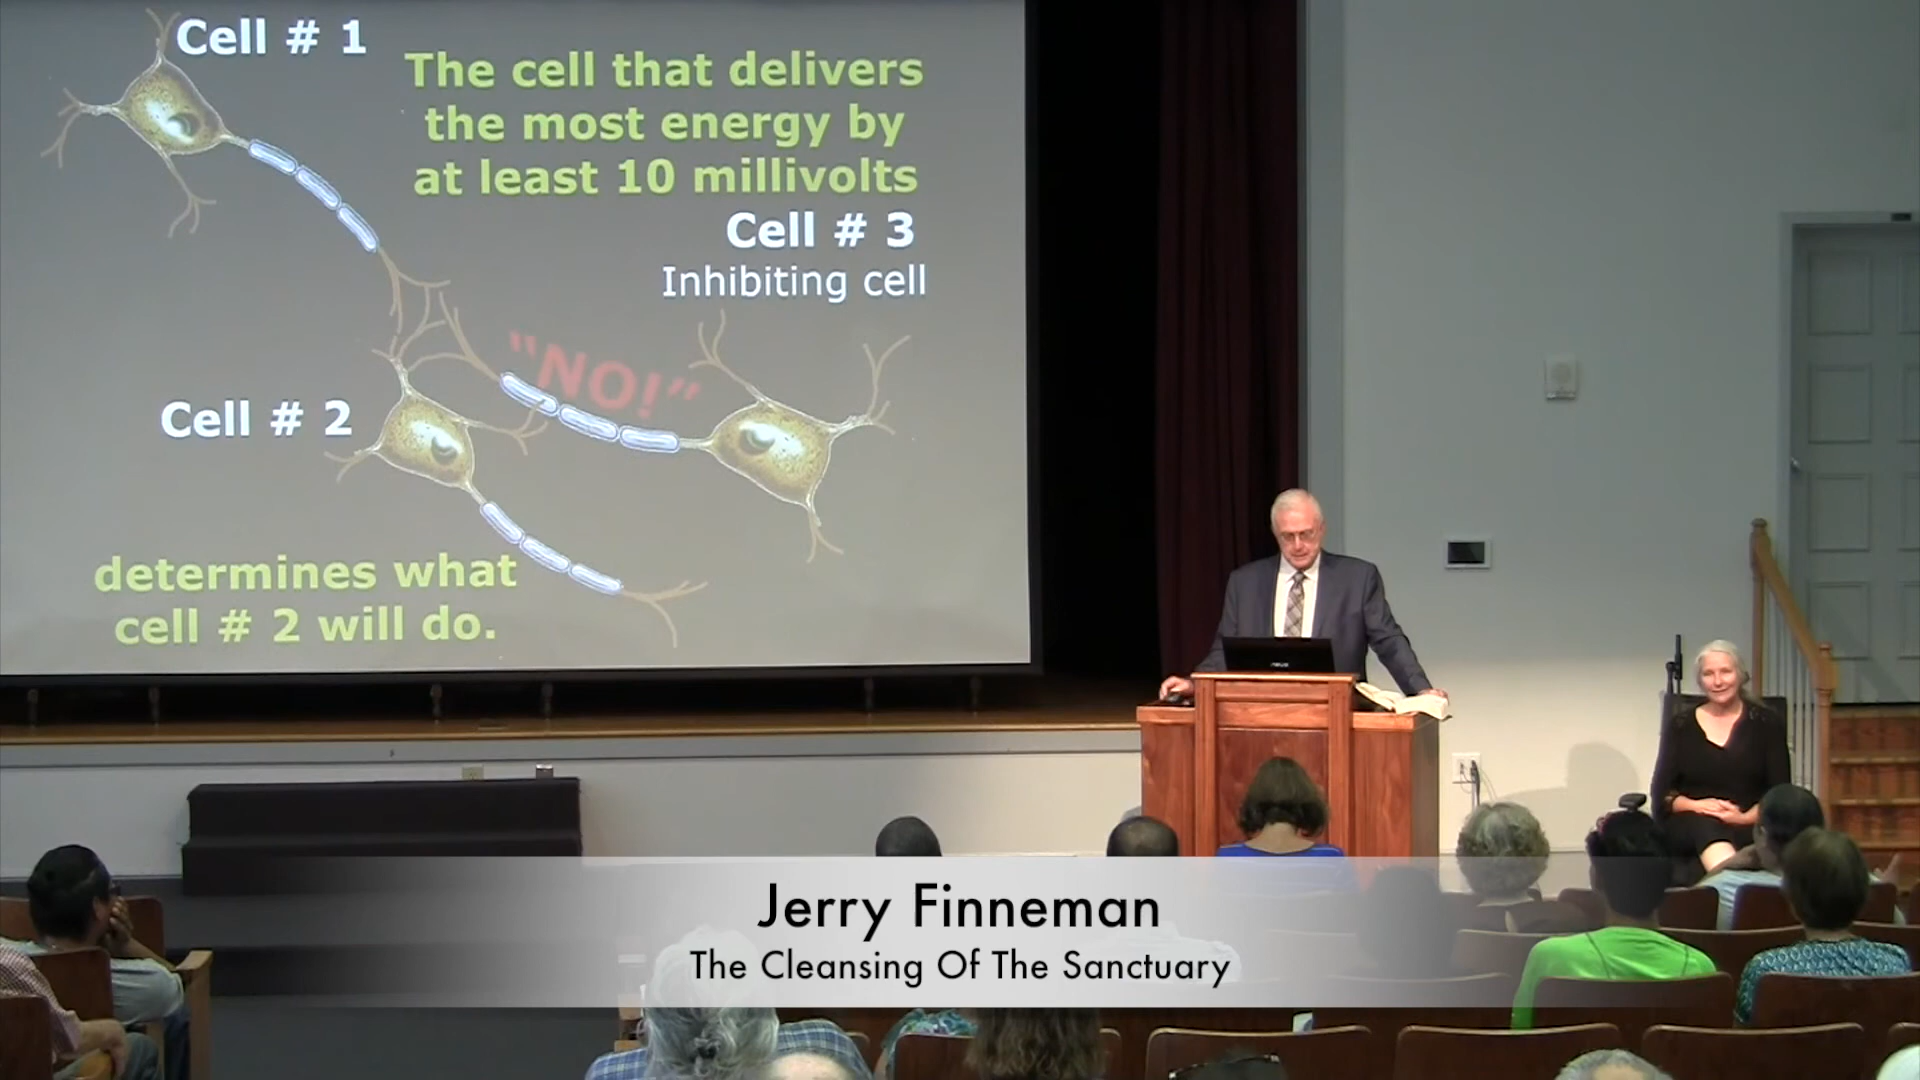 Cell # 1
The cell that delivers
the most energy by
at least 10 millivolts
Cell # 3
Inhibiting cell
"NO!"
Cell # 2
determines what
cell # 2 will do.
Jerry Finneman
The Cleansing Of The Sanctuary